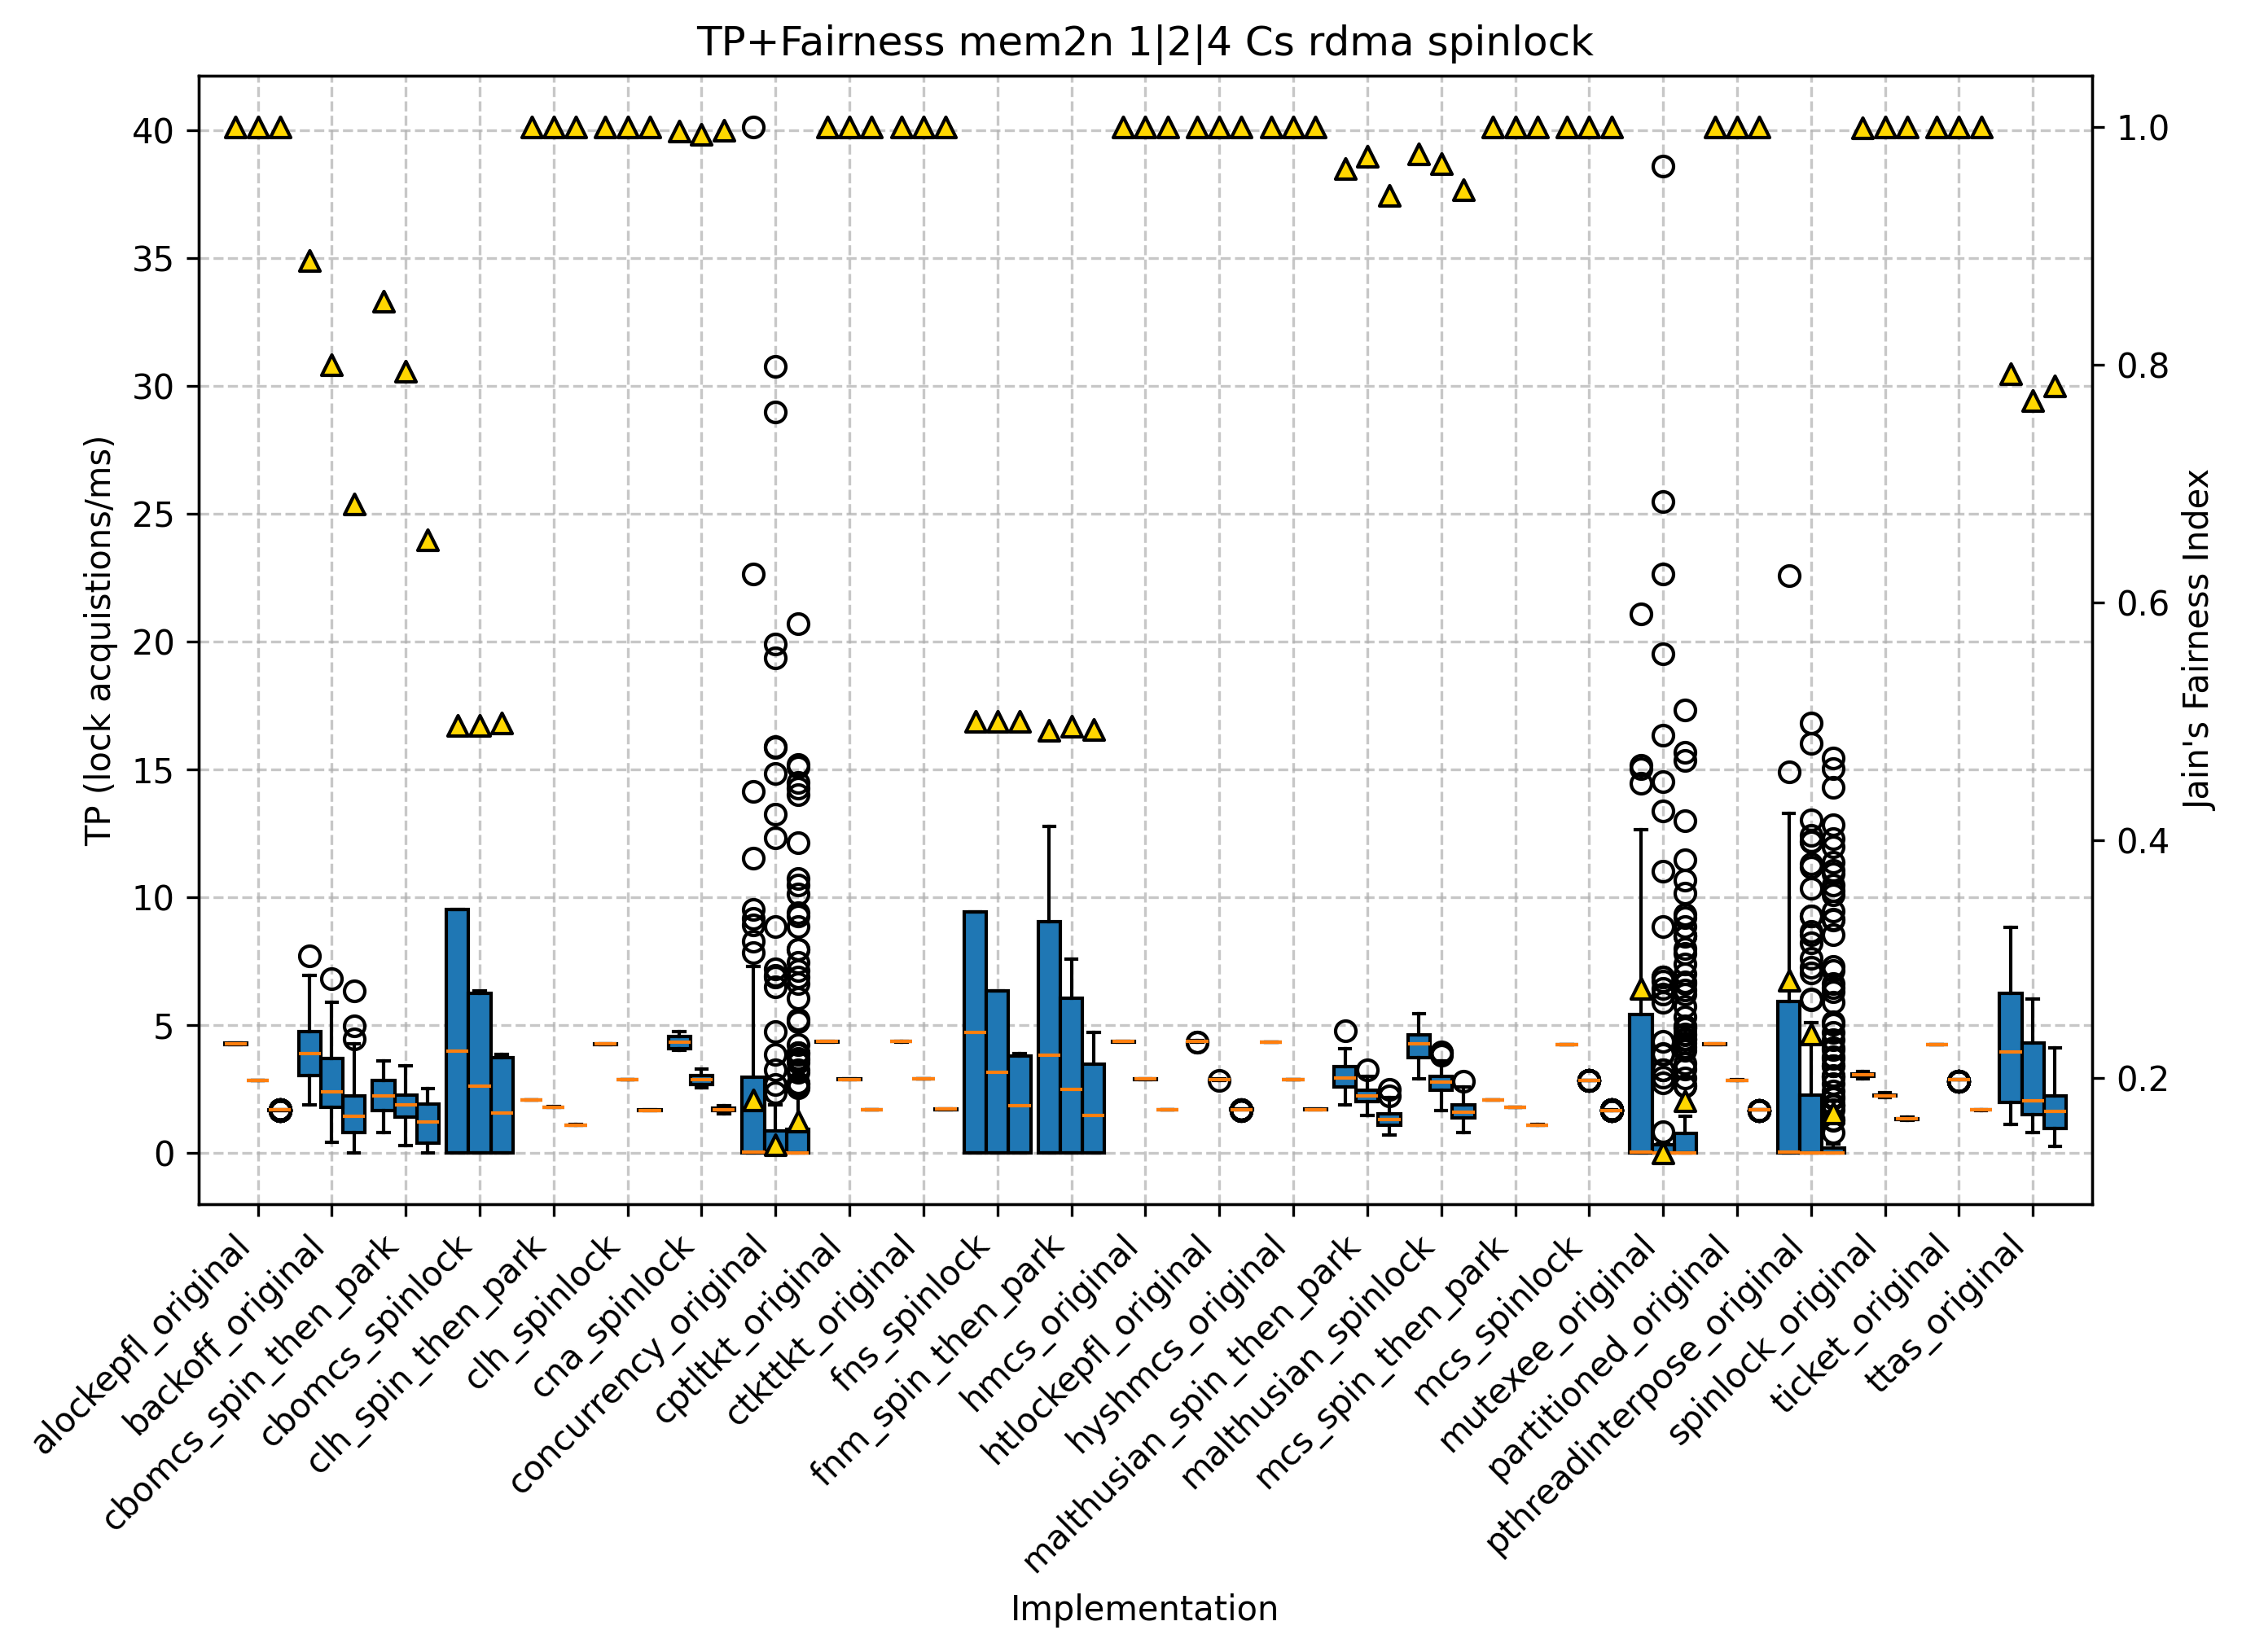 TP+Fairness mem2n 1|2|4 Cs rdma spinlock
TP (lock acquistions/ms)
40
35
30
25
20
15
10
5
0
1.0
0.8
0.6
0.4
0.2
Jain's Fairness Index
alockepfl_original
backoff_original
cbomcs_spin_then_park
cbomcs_spinlock
clh_spin_then_park
clh_spinlock
cna_spinlock
concurrency_original
cptltkt_original
ctkttkt_original
fns_spinlock
fnm_spin_then_park
hmcs_original
htlockepfl_original
hyshmcs_original
malthusian_spin_then_park
malthusian_spinlock
mcs_spin_then_park
mcs_spinlock
mutexee_original
partitioned_original
pthreadinterpose_original
spinlock_original
ticket_original
ttas_original
Implementation